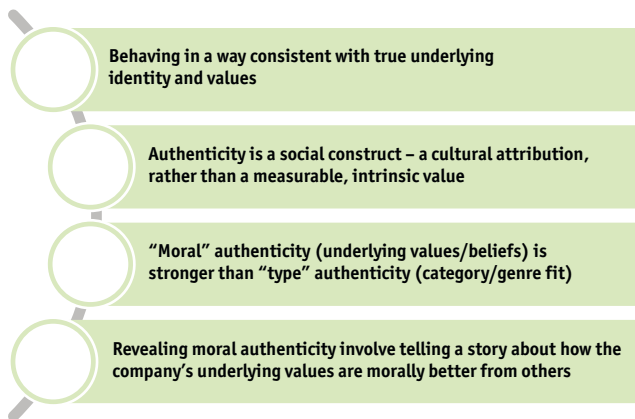 Behaving in a way consistent with true underlying
identity and values
Authenticity is a social construct – a cultural attribution,
rather than a measurable, intrinsic value
“Moral” authenticity (underlying values/beliefs) is
stronger than “type” authenticity (category/genre fit)
Revealing moral authenticity involve telling a story about how the
company’s underlying values are morally better from others